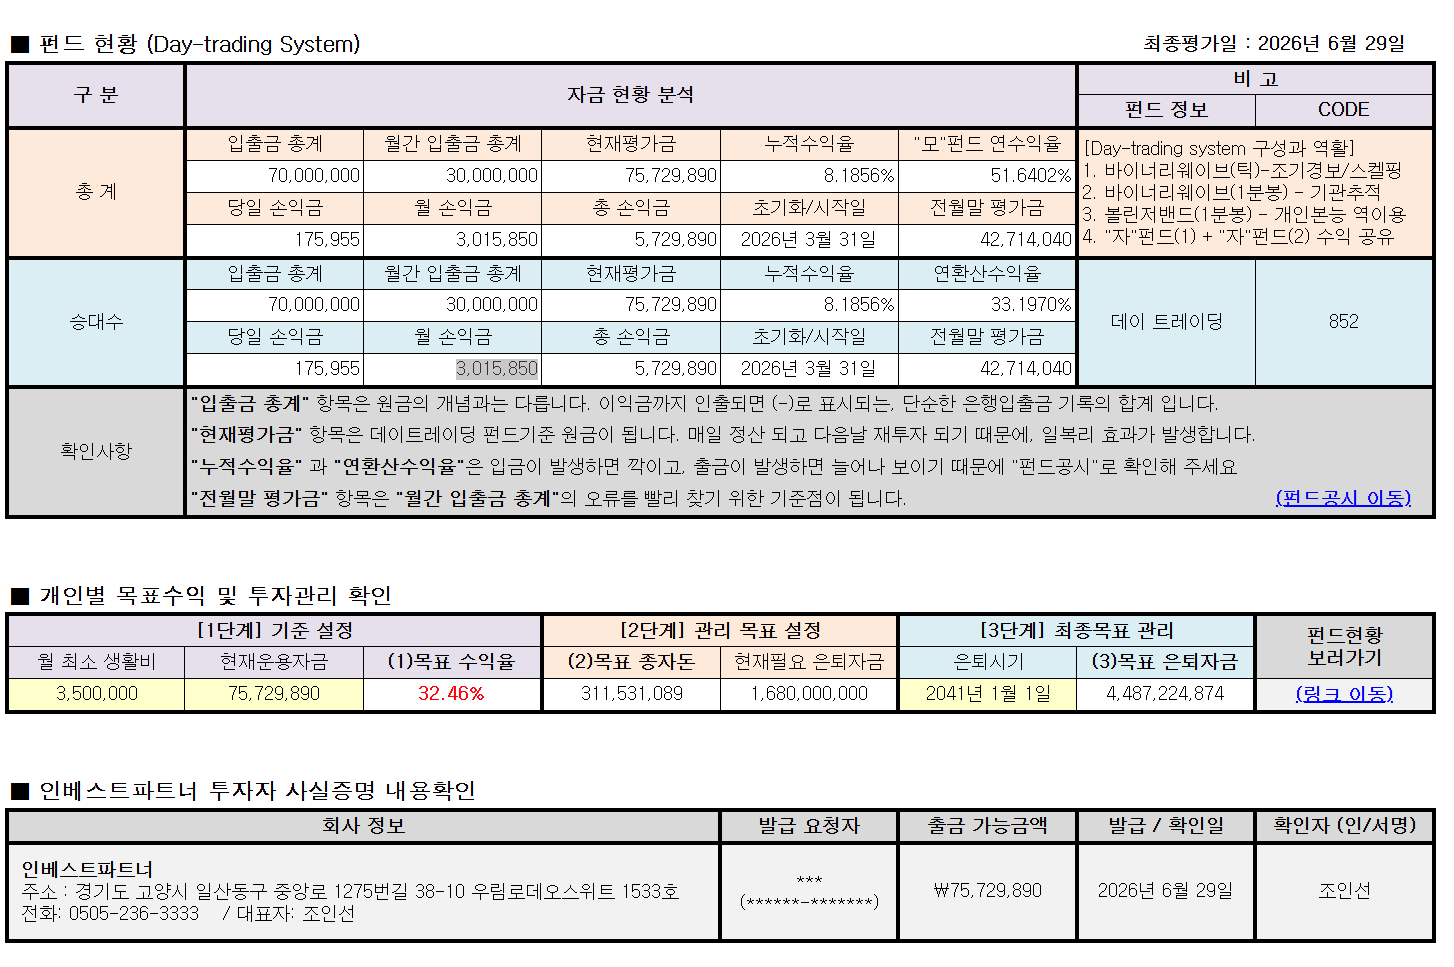 ■ 펀드 현황 (Day-trading System)
최종평가일 : 2026년 6월 29일
구 분
자금 현황 분석
비 고
펀드 정보
CODE
총 계
입출금 총계
월간 입출금 총계
현재평가금
누적수익율
"모"펀드 연수익율
70,000,000
30,000,000
75,729,890
8.1856%
51.6402%
당일 손익금
월 손익금
총 손익금
초기화/시작일
전월말 평가금
175,955
3,015,850
5,729,890
2026년 3월 31일
42,714,040
[Day-trading system 구성과 역활]
1. 바이너리웨이브(틱)-조기경보/스켈핑
2. 바이너리웨이브(1분봉) - 기관추적
3. 볼린저밴드(1분봉) - 개인본능 역이용
4. "자"펀드(1) + "자"펀드(2) 수익 공유
승대수
입출금 총계
월간 입출금 총계
현재평가금
누적수익율
연환산수익율
70,000,000
30,000,000
75,729,890
8.1856%
33.1970%
당일 손익금
월 손익금
총 손익금
초기화/시작일
전월말 평가금
175,955
3,015,850
5,729,890
2026년 3월 31일
42,714,040
데이 트레이딩
852
확인사항
"입출금 총계" 항목은 원금의 개념과는 다릅니다. 이익금까지 인출되면 (-)로 표시되는, 단순한 은행입출금 기록의 합계 입니다.
"현재평가금" 항목은 데이트레이딩 펀드기준 원금이 됩니다. 매일 정산 되고 다음날 재투자 되기 때문에, 일복리 효과가 발생합니다.
"누적수익율" 과 "연환산수익율"은 입금이 발생하면 깍이고, 출금이 발생하면 늘어나 보이기 때문에 "펀드공시"로 확인해 주세요
"전월말 평가금" 항목은 "월간 입출금 총계"의 오류를 빨리 찾기 위한 기준점이 됩니다.
(펀드공시 이동)
■ 개인별 목표수익 및 투자관리 확인
[1단계] 기준 설정
[2단계] 관리 목표 설정
[3단계] 최종목표 관리
펀드현황
보러가기
월 최소 생활비
현재운용자금
(1)목표 수익율
(2)목표 종자돈
현재필요 은퇴자금
은퇴시기
(3)목표 은퇴자금
3,500,000
75,729,890
32.46%
311,531,089
1,680,000,000
2041년 1월 1일
4,487,224,874
(링크 이동)
■ 인베스트파트너 투자자 사실증명 내용확인
회사 정보
발급 요청자
출금 가능금액
발급 / 확인일
확인자 (인/서명)
인베스트파트너
주소 : 경기도 고양시 일산동구 중앙로 1275번길 38-10 우림로데오스위트 1533호
전화: 0505-236-3333 / 대표자: 조인선
***
(******-*******)
₩75,729,890
2026년 6월 29일
조인선